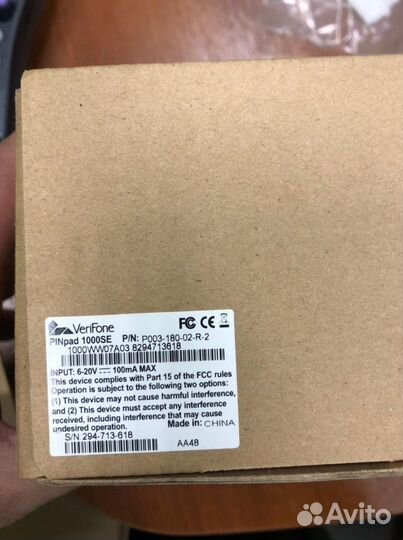 VeriFone FC CE
PINpad 1000SE P/N: P003-180-02-R-2
1000WW07A03 8294713618
INPUT: 6-20V 100mA MAX
This device complies with Part 15 of the FCC rules
Operation is subject to the following two options:
(1) This device may not cause harmful interference,
and (2) This device must accept any interference
received, including interference that may cause
undesired operation. Made in: CHINA
S/N 294-713-618 AA48
Avito